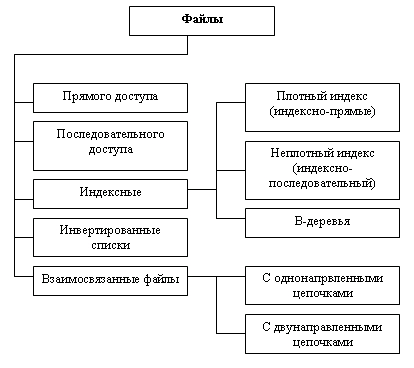 Файлы
Прямого доступа
Последовательного
доступа
Индексные
Инвертированные
списки
Взаимосвязанные файлы
Плотный индекс
(индексно-прямые)
Неплотный индекс
(индексно-
последовательный)
В-деревья
С однонапрвленными
цепочками
С двунаправленными
цепочками